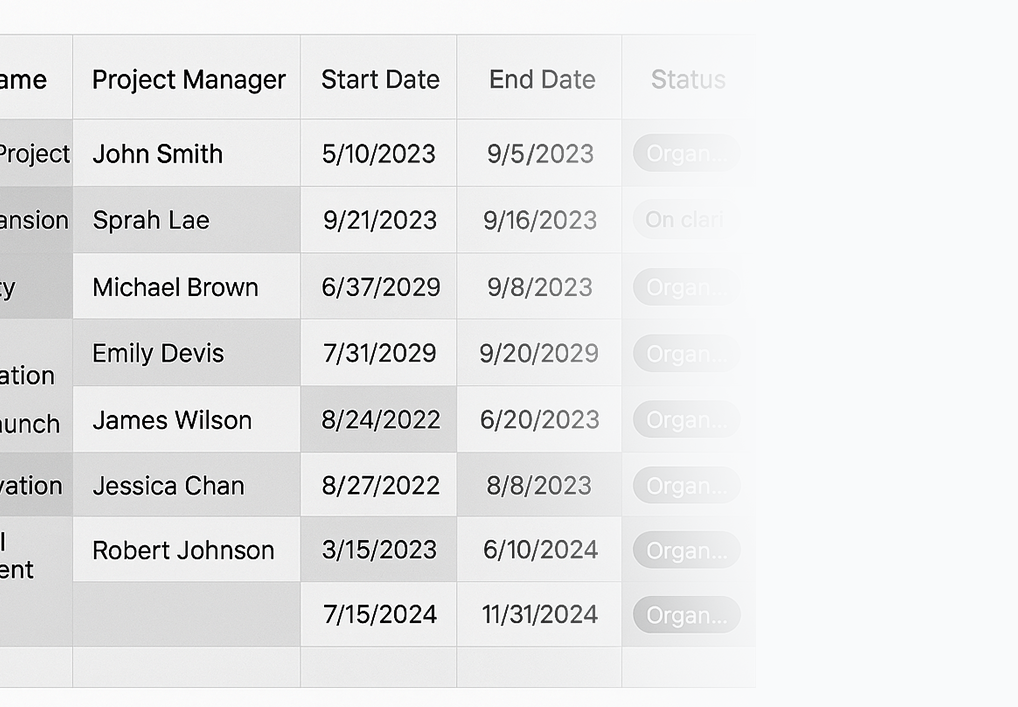 ame Project Manager Start Date End Date Status
Project John Smith 5/10/2023 9/5/2023 Organ...
ansion Sprah Lae 9/21/2023 9/16/2023 On clari
ty Michael Brown 6/37/2029 9/8/2023 Organ...
ation Emily Devis 7/31/2029 9/20/2029 Organ...
aunch James Wilson 8/24/2022 6/20/2023 Organ...
vation Jessica Chan 8/27/2022 8/8/2023 Organ...
l
ent Robert Johnson 3/15/2023 6/10/2024 Organ...
7/15/2024 11/31/2024 Organ...